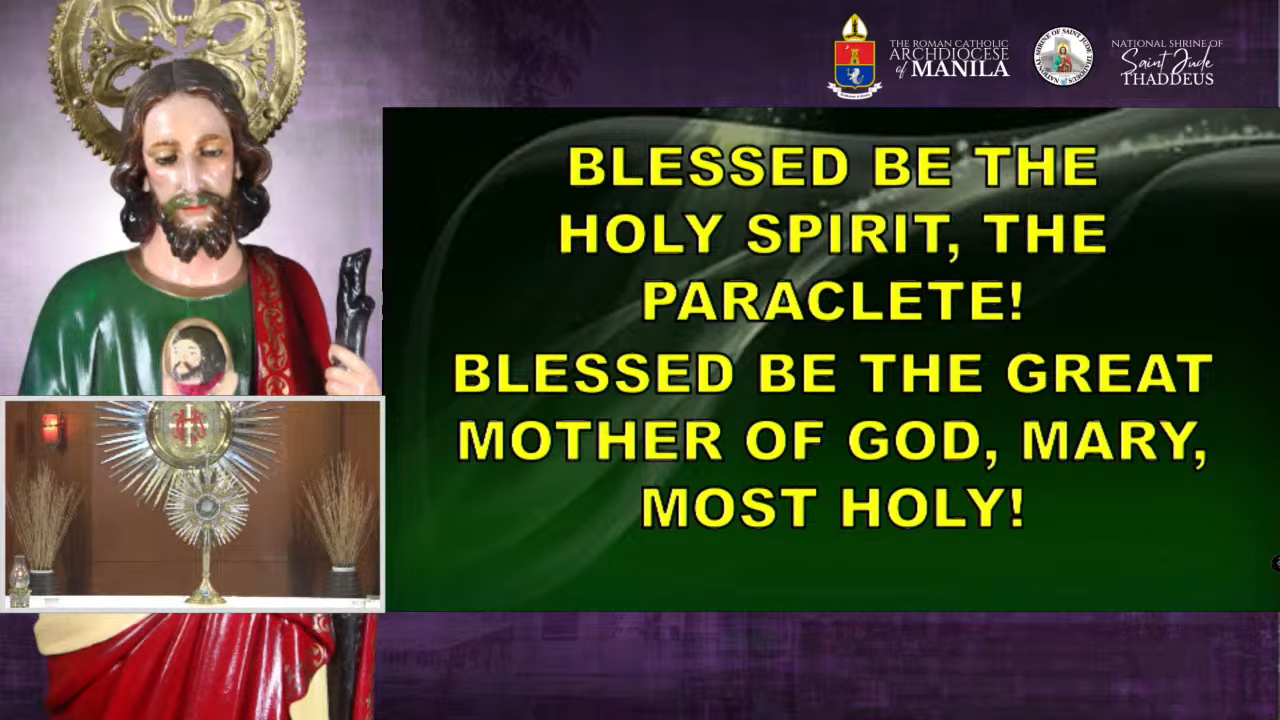 THE ROMAN CATHOLIC
ARCHDIOCESE
of MANILA
NATIONAL SHRINE OF
Saint Jude
THADDEUS
BLESSED BE THE
HOLY SPIRIT, THE
PARACLETE!
BLESSED BE THE GREAT
MOTHER OF GOD, MARY,
MOST HOLY!